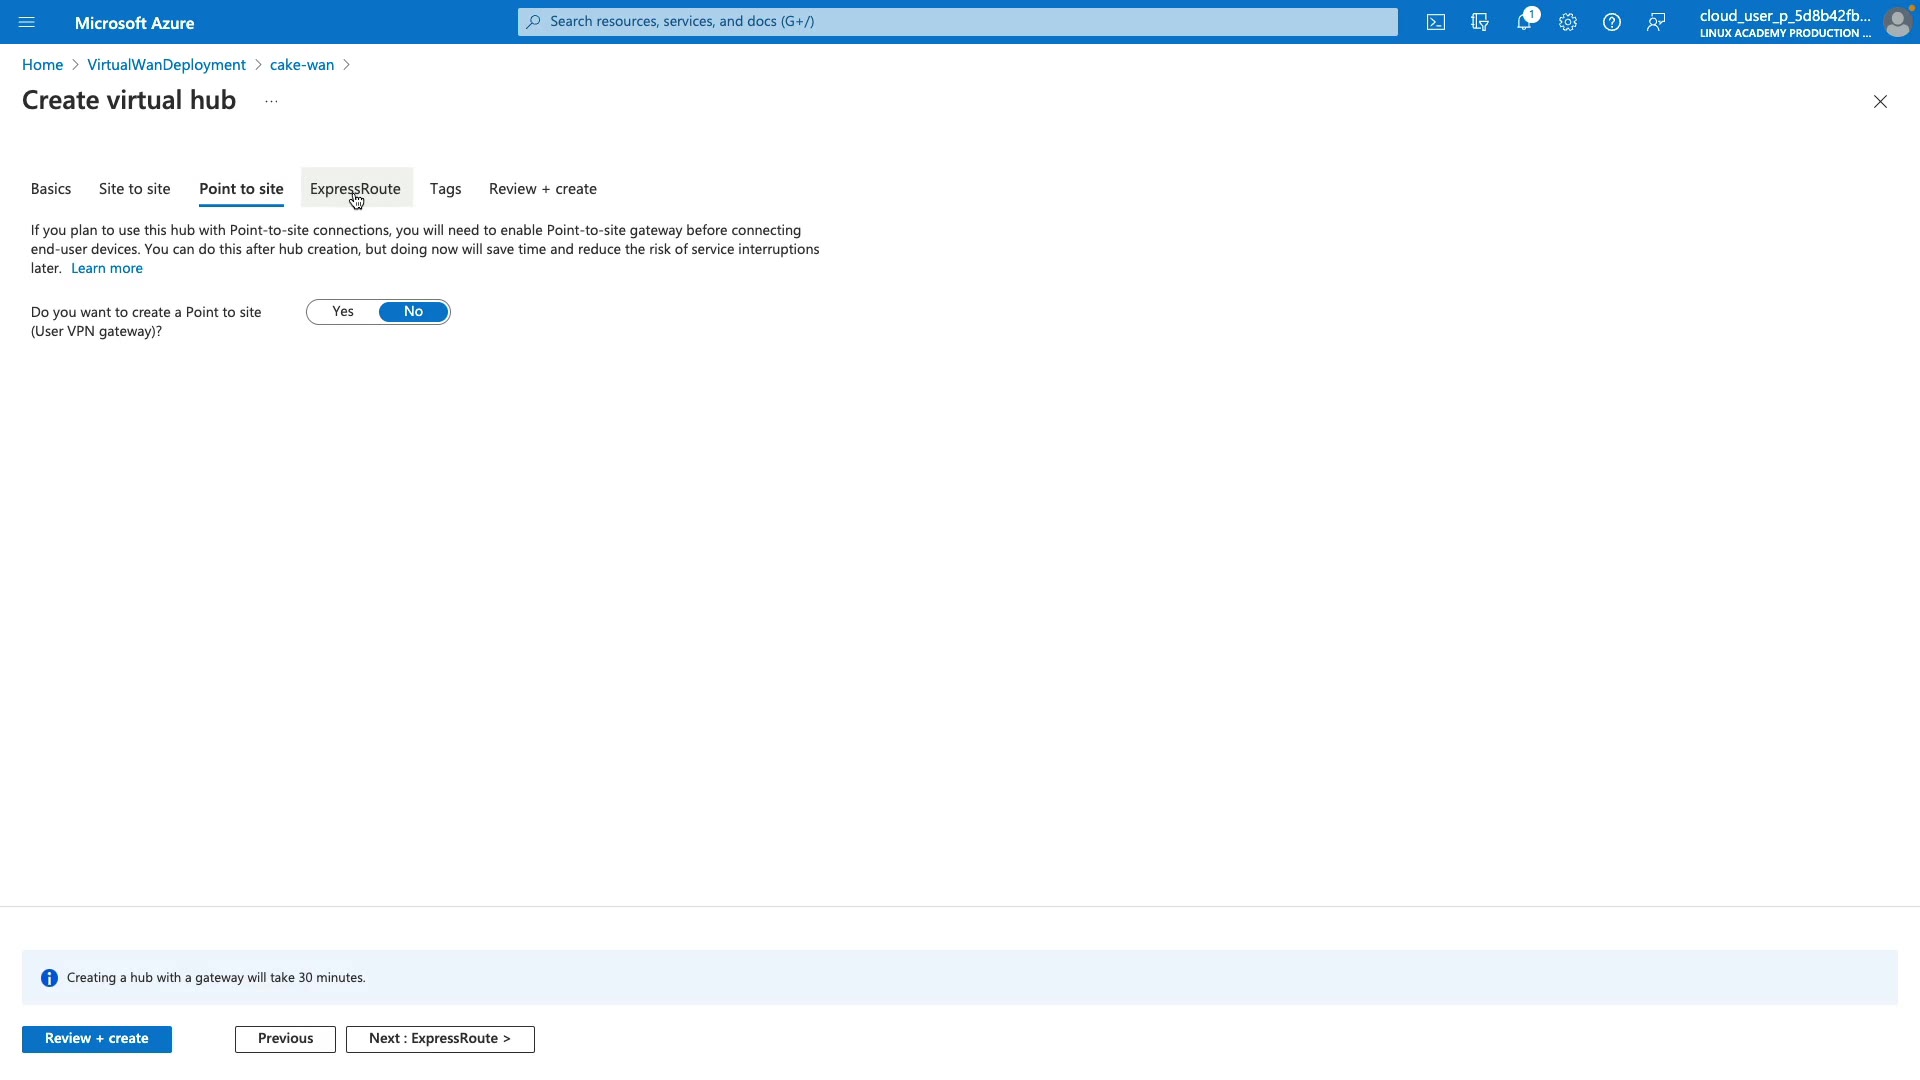 Microsoft Azure
Search resources, services, and docs (G+/)
1
cloud_user_p_5d8b42fb...
LINUX ACADEMY PRODUCTION ...
Home > VirtualWanDeployment > cake-wan >
Create virtual hub ...
Basics Site to site Point to site ExpressRoute Tags Review + create
If you plan to use this hub with Point-to-site connections, you will need to enable Point-to-site gateway before connecting
end-user devices. You can do this after hub creation, but doing now will save time and reduce the risk of service interruptions
later. Learn more
Do you want to create a Point to site
(User VPN gateway)?
Yes No
Creating a hub with a gateway will take 30 minutes.
Review + create Previous Next : ExpressRoute >